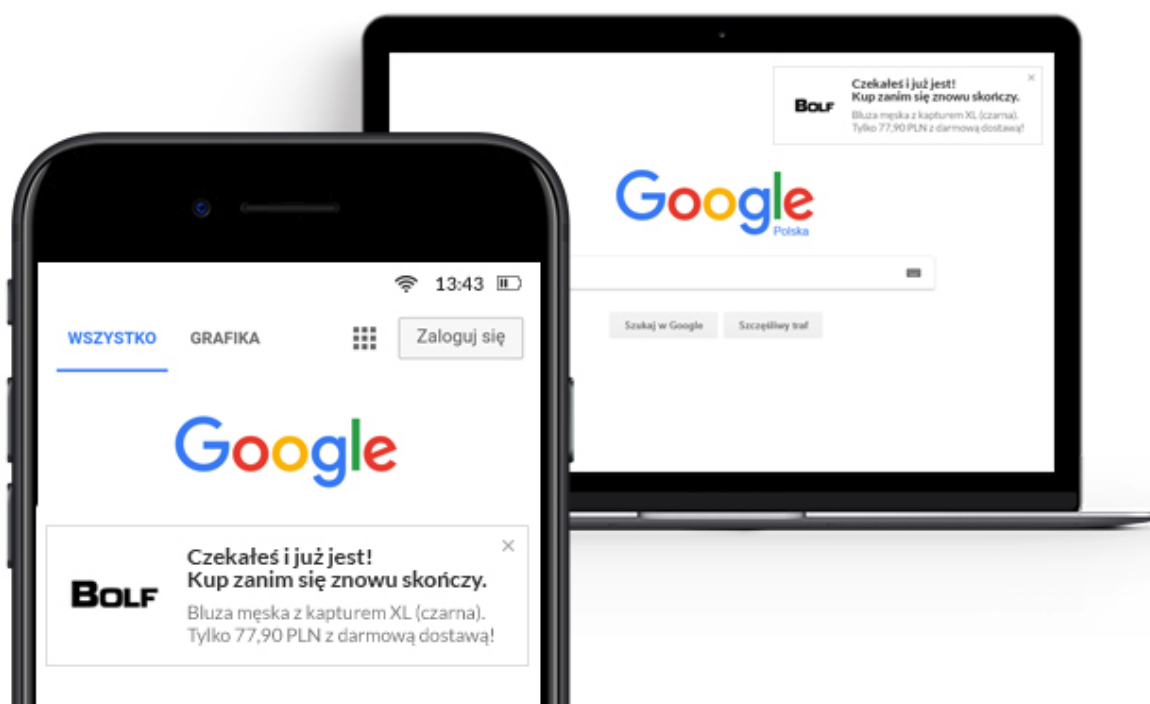 Czekałeś i już jest!
Kup zanim się znowu skończy.
BOLF
Bluza męska z kapturem XL (czarna).
Tylko 77,90 PLN z darmową dostawą!
Google
Polska
Szukaj w Google
Szczęśliwy traf
13:43
WSZYSTKO GRAFIKA Zaloguj się
Google
Czekałeś i już jest!
Kup zanim się znowu skończy.
BOLF
Bluza męska z kapturem XL (czarna).
Tylko 77,90 PLN z darmową dostawą!